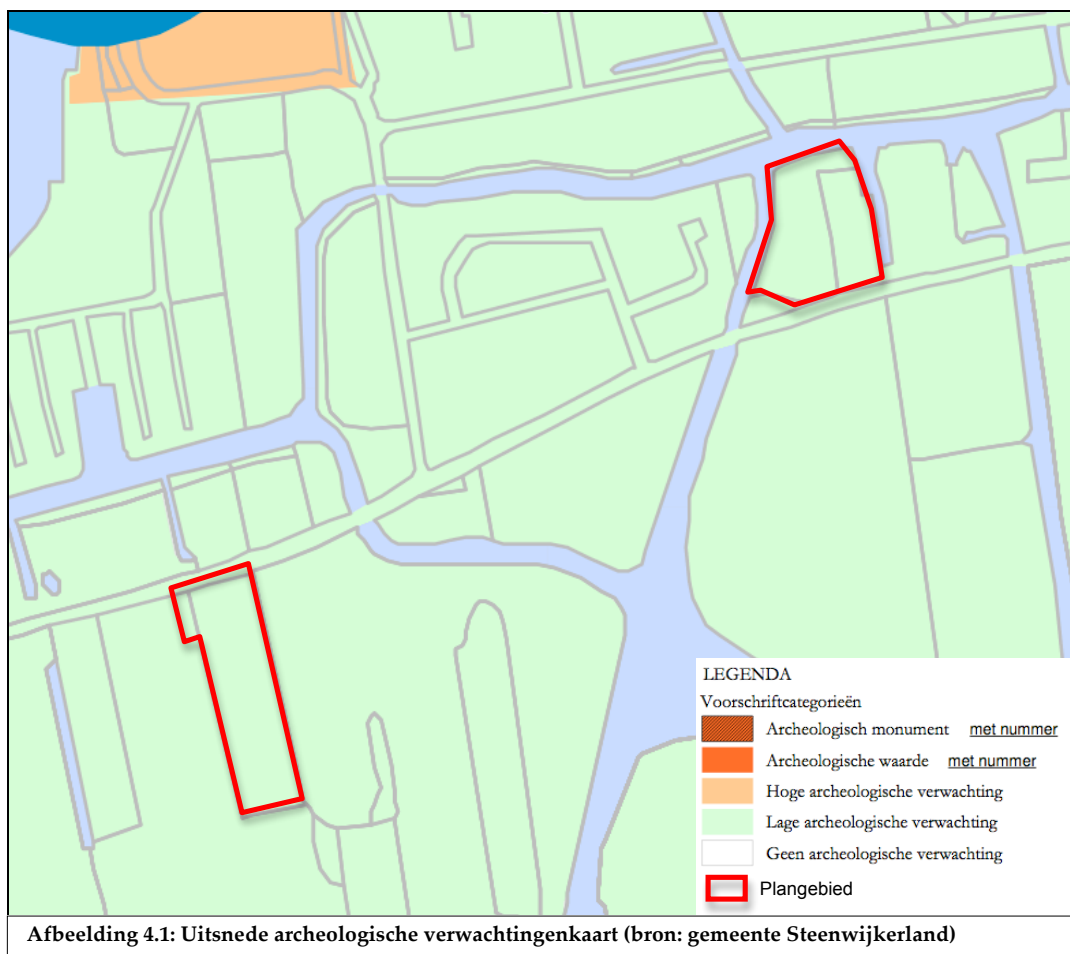 LEGENDA
Voorschriftcategorieën
Archeologisch monument met nummer
Archeologische waarde met nummer
Hoge archeologische verwachting
Lage archeologische verwachting
Geen archeologische verwachting
Plangebied
Afbeelding 4.1: Uitsnede archeologische verwachtingenkaart (bron: gemeente Steenwijkerland)